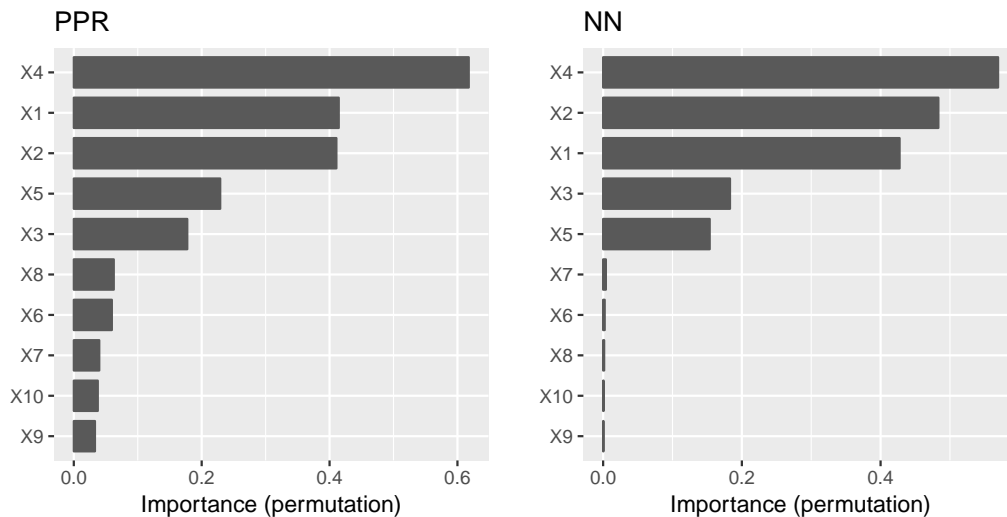 PPR
X4
X1
X2
X5
X3
X8
X6
X7
X10
X9
0.0 0.2 0.4 0.6
Importance (permutation)
NN
X4
X2
X1
X3
X5
X7
X6
X8
X10
X9
0.0 0.2 0.4
Importance (permutation)